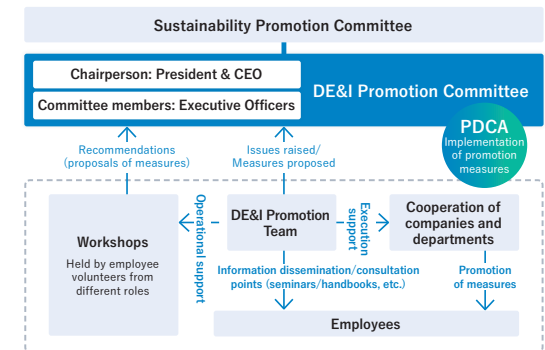 Sustainability Promotion Committee
Chairperson: President & CEO
Committee members: Executive Officers
DE&I Promotion Committee
PDCA
Implementation
of promotion
measures
Recommendations
(proposals of measures)
Issues raised/
Measures proposed
Workshops
Held by employee
volunteers from
different roles
Operational support
DE&I Promotion
Team
Execution
support
Cooperation of
companies and
departments
Information dissemination/consultation
points (seminars/handbooks, etc.)
Promotion
of measures
Employees